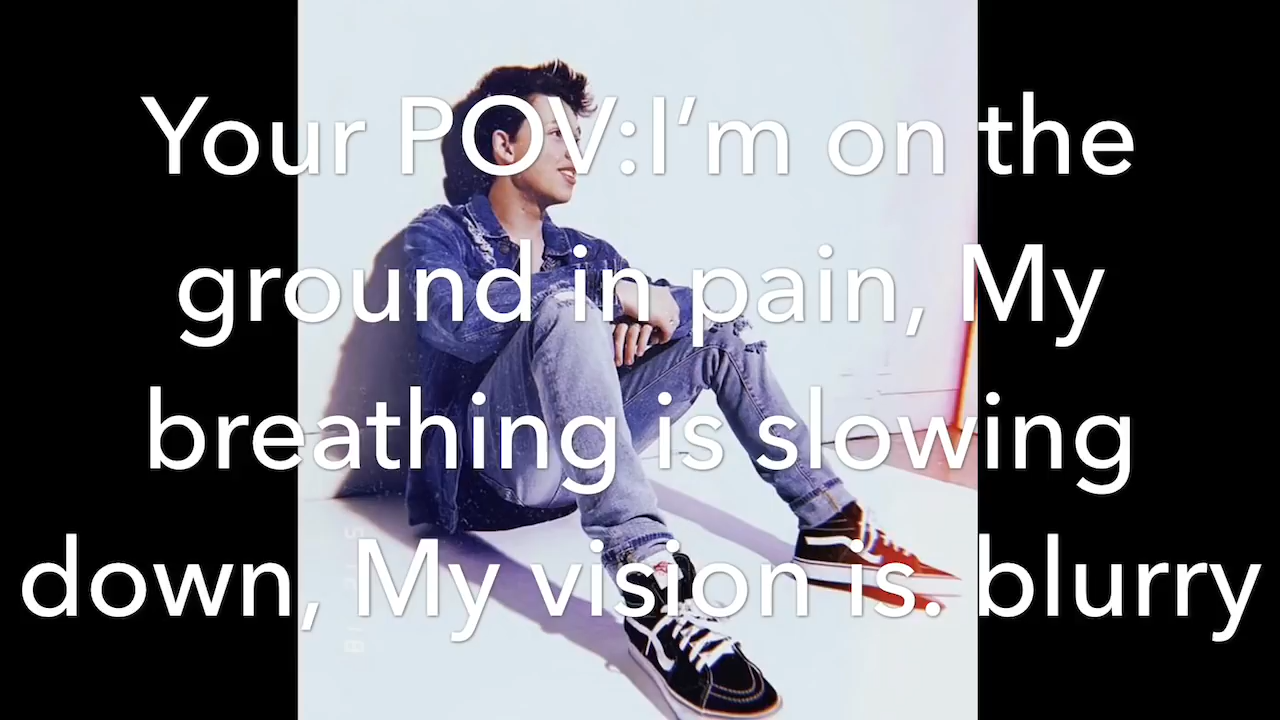 Your POV:I’m on the
ground in pain, My
breathing is slowing
down, My vision is. blurry